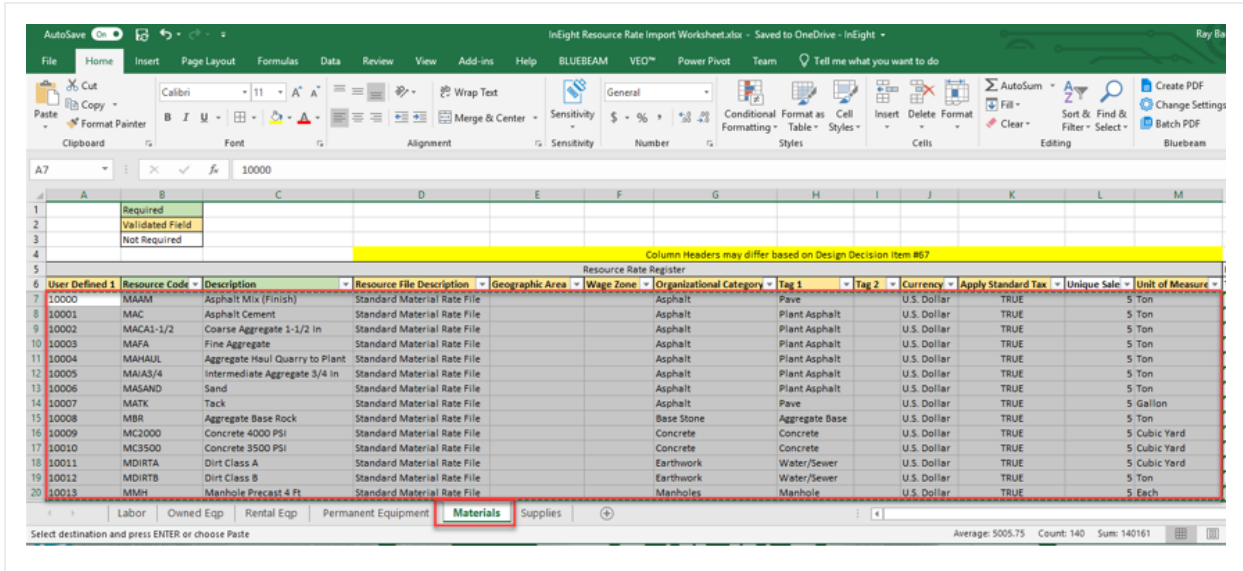 AutoSave On InEight Resource Rate Import Worksheet.xlsx - Saved to OneDrive - InEight Ray Ba
File Home Insert Page Layout Formulas Data Review View Add-ins Help BLUEBEAM VEO™ Power Pivot Team Tell me what you want to do
Cut Calibri 11 Wrap Text General AutoSum Create PDF
Copy Fill Change Settings
Paste Format Painter B I U Merge & Center Sensitivity $ % Conditional Formatting Format as Table Cell Styles Insert Delete Format Clear Sort & Filter Find & Select Batch PDF
Clipboard Font Alignment Sensitivity Number Styles Cells Editing Bluebeam
A7 fx 10000
A B C D E F G H I J K L M
1 Required
2 Validated Field
3 Not Required
4 Column Headers may differ based on Design Decision Item #67
5 Resource Rate Register
6 User Defined 1 Resource Code Description Resource File Description Geographic Area Wage Zone Organizational Category Tag 1 Tag 2 Currency Apply Standard Tax Unique Sale Unit of Measure
7 10000 MAAM Asphalt Mix (Finish) Standard Material Rate File Asphalt Pave U.S. Dollar TRUE 5 Ton
8 10001 MAC Asphalt Cement Standard Material Rate File Asphalt Plant Asphalt U.S. Dollar TRUE 5 Ton
9 10002 MACA1-1/2 Coarse Aggregate 1-1/2 In Standard Material Rate File Asphalt Plant Asphalt U.S. Dollar TRUE 5 Ton
10 10003 MAFA Fine Aggregate Standard Material Rate File Asphalt Plant Asphalt U.S. Dollar TRUE 5 Ton
11 10004 MAHAUL Aggregate Haul Quarry to Plant Standard Material Rate File Asphalt Plant Asphalt U.S. Dollar TRUE 5 Ton
12 10005 MAIA3/4 Intermediate Aggregate 3/4 In Standard Material Rate File Asphalt Plant Asphalt U.S. Dollar TRUE 5 Ton
13 10006 MASAND Sand Standard Material Rate File Asphalt Plant Asphalt U.S. Dollar TRUE 5 Ton
14 10007 MATK Tack Standard Material Rate File Asphalt Pave U.S. Dollar TRUE 5 Gallon
15 10008 MBR Aggregate Base Rock Standard Material Rate File Base Stone Aggregate Base U.S. Dollar TRUE 5 Ton
16 10009 MC2000 Concrete 4000 PSI Standard Material Rate File Concrete Concrete U.S. Dollar TRUE 5 Cubic Yard
17 10010 MC3500 Concrete 3500 PSI Standard Material Rate File Concrete Concrete U.S. Dollar TRUE 5 Cubic Yard
18 10011 MDIRTA Dirt Class A Standard Material Rate File Earthwork Water/Sewer U.S. Dollar TRUE 5 Cubic Yard
19 10012 MDIRTB Dirt Class B Standard Material Rate File Earthwork Water/Sewer U.S. Dollar TRUE 5 Ton
20 10013 MMH Manhole Precast 4 Ft Standard Material Rate File Manholes Manhole U.S. Dollar TRUE 5 Each
Labor Owned Eqp Rental Eqp Permanent Equipment Materials Supplies
Select destination and press ENTER or choose Paste Average: 5005.75 Count: 140 Sum: 140161